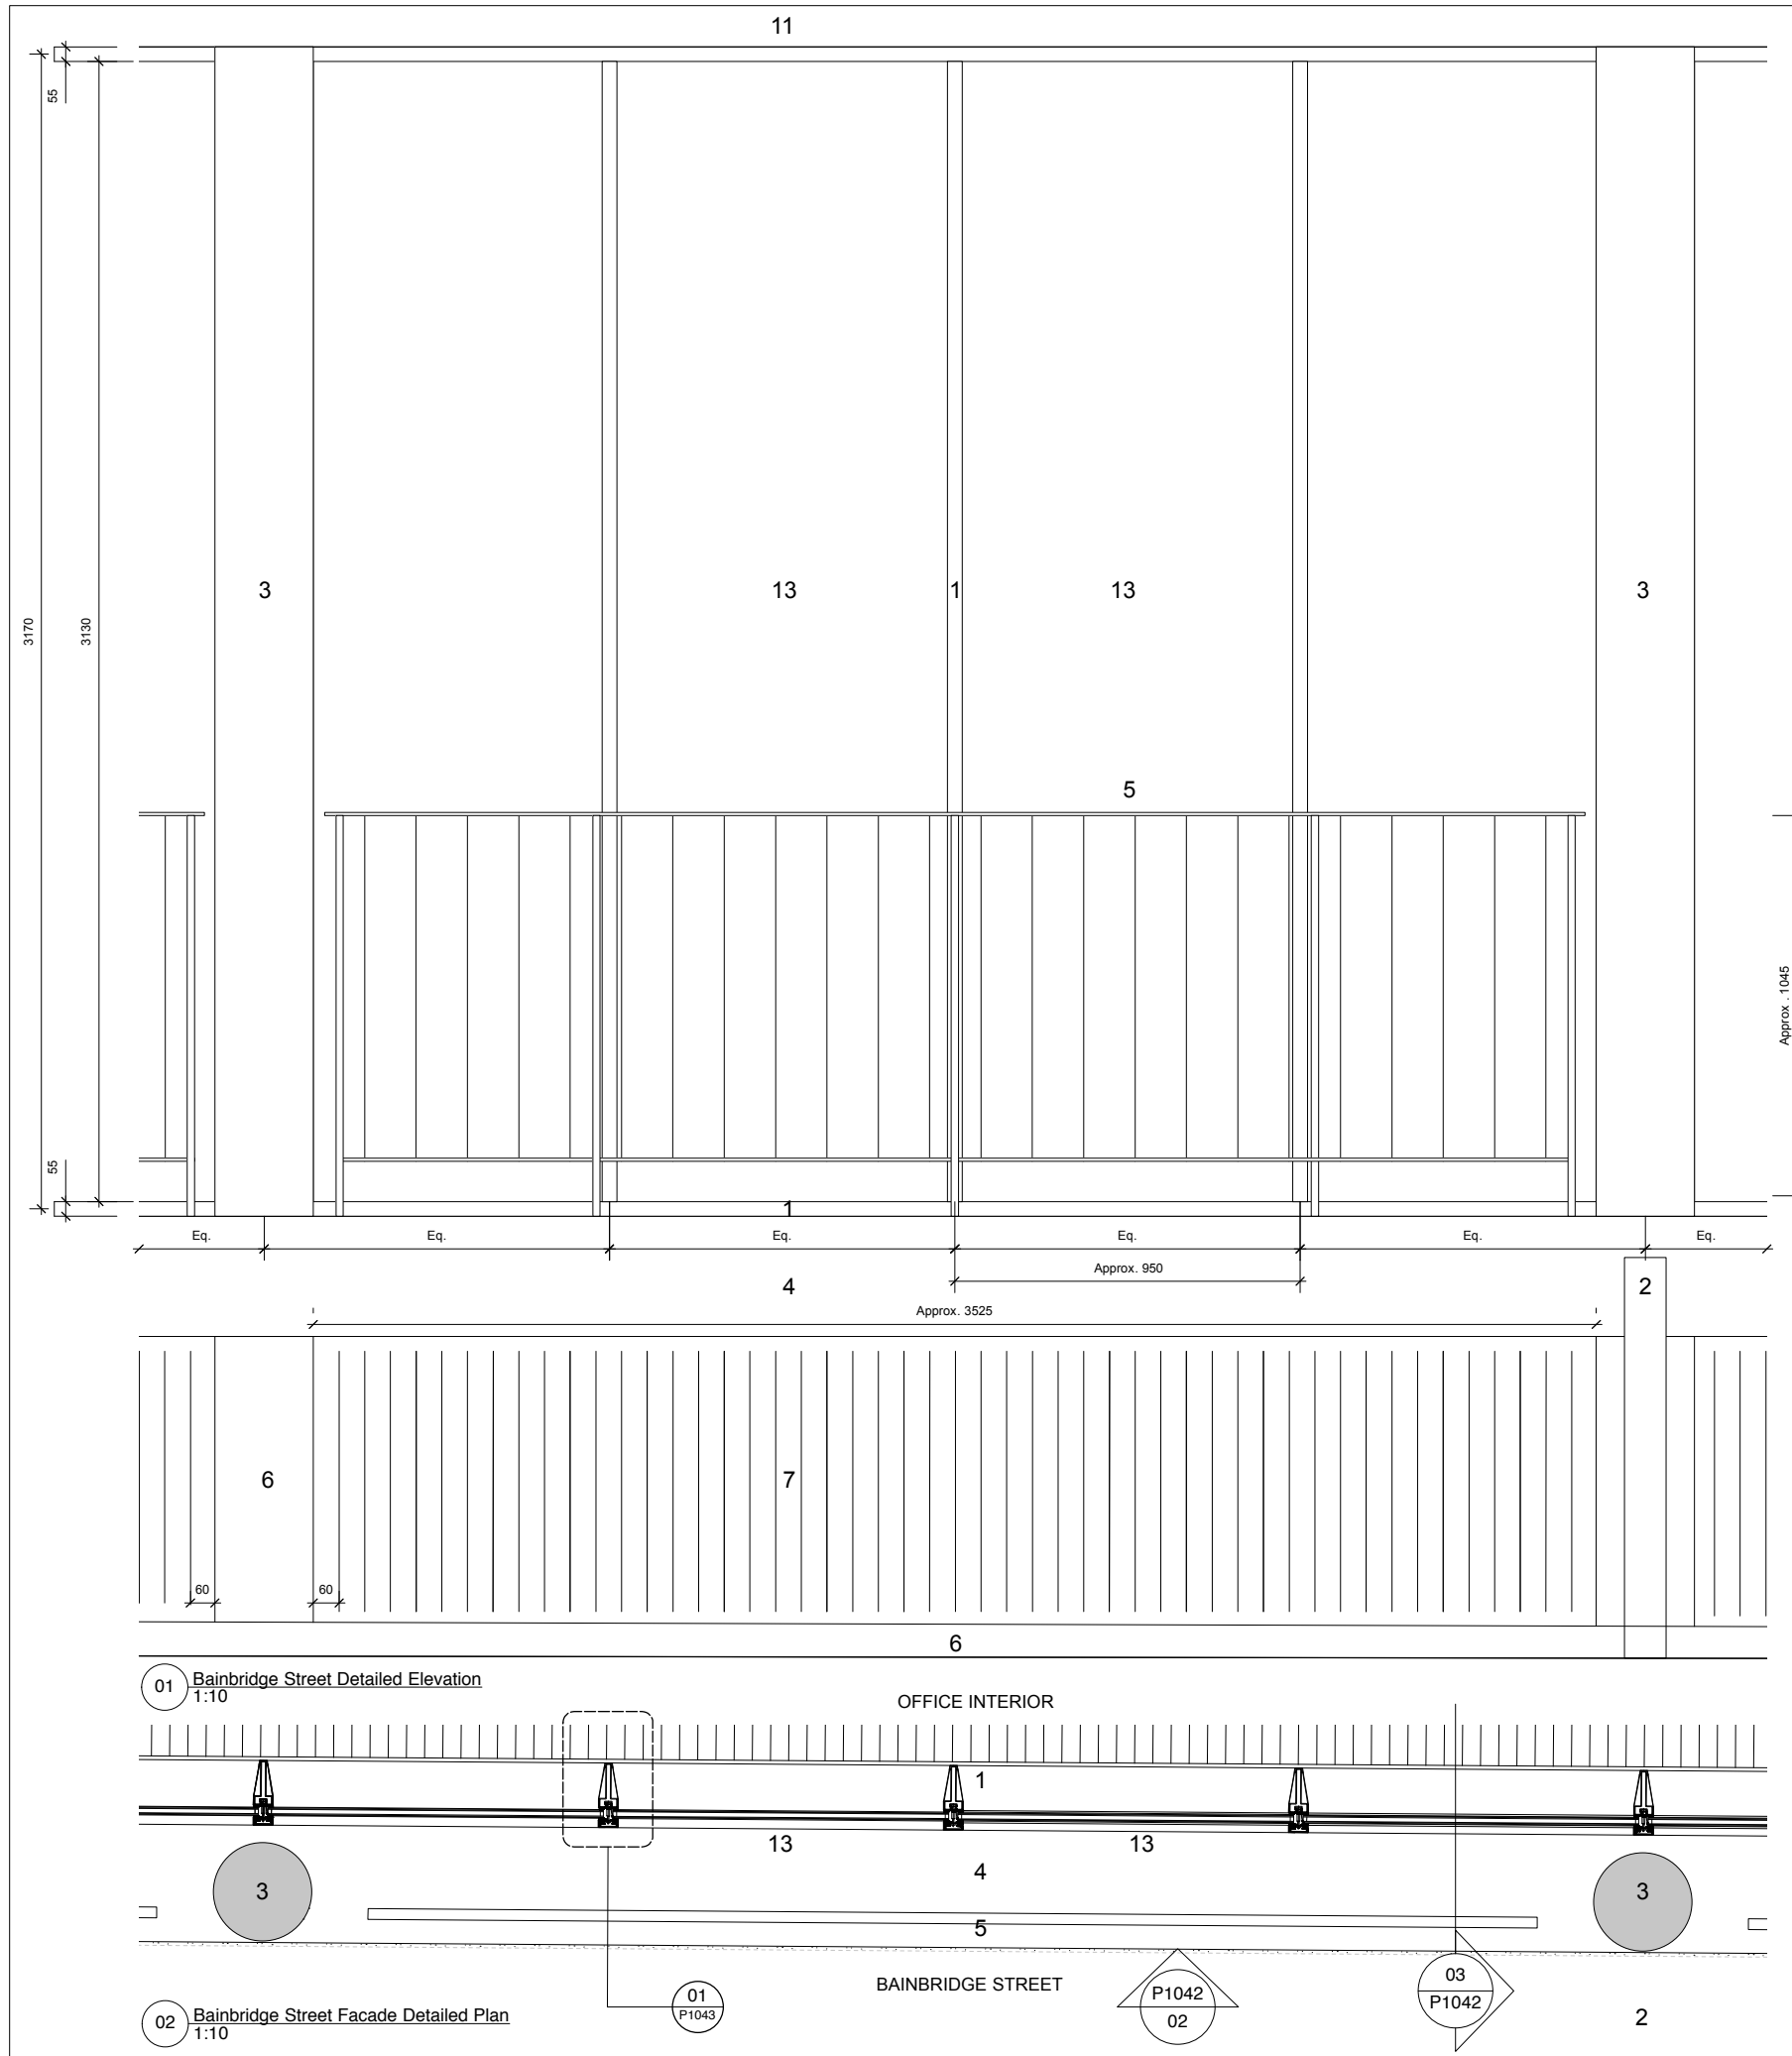 11
55
3170
3130
3
13
1
13
3
5
Approx . 1045
55
1
Eq.
Eq.
Eq.
Eq.
Eq.
Eq.
Approx. 950
4
2
Approx. 3525
6
7
60
60
6
01
Bainbridge Street Detailed Elevation
1:10
OFFICE INTERIOR
1
13
13
4
3
3
5
BAINBRIDGE STREET
01
P1043
P1042
02
03
P1042
2
02
Bainbridge Street Facade Detailed Plan
1:10